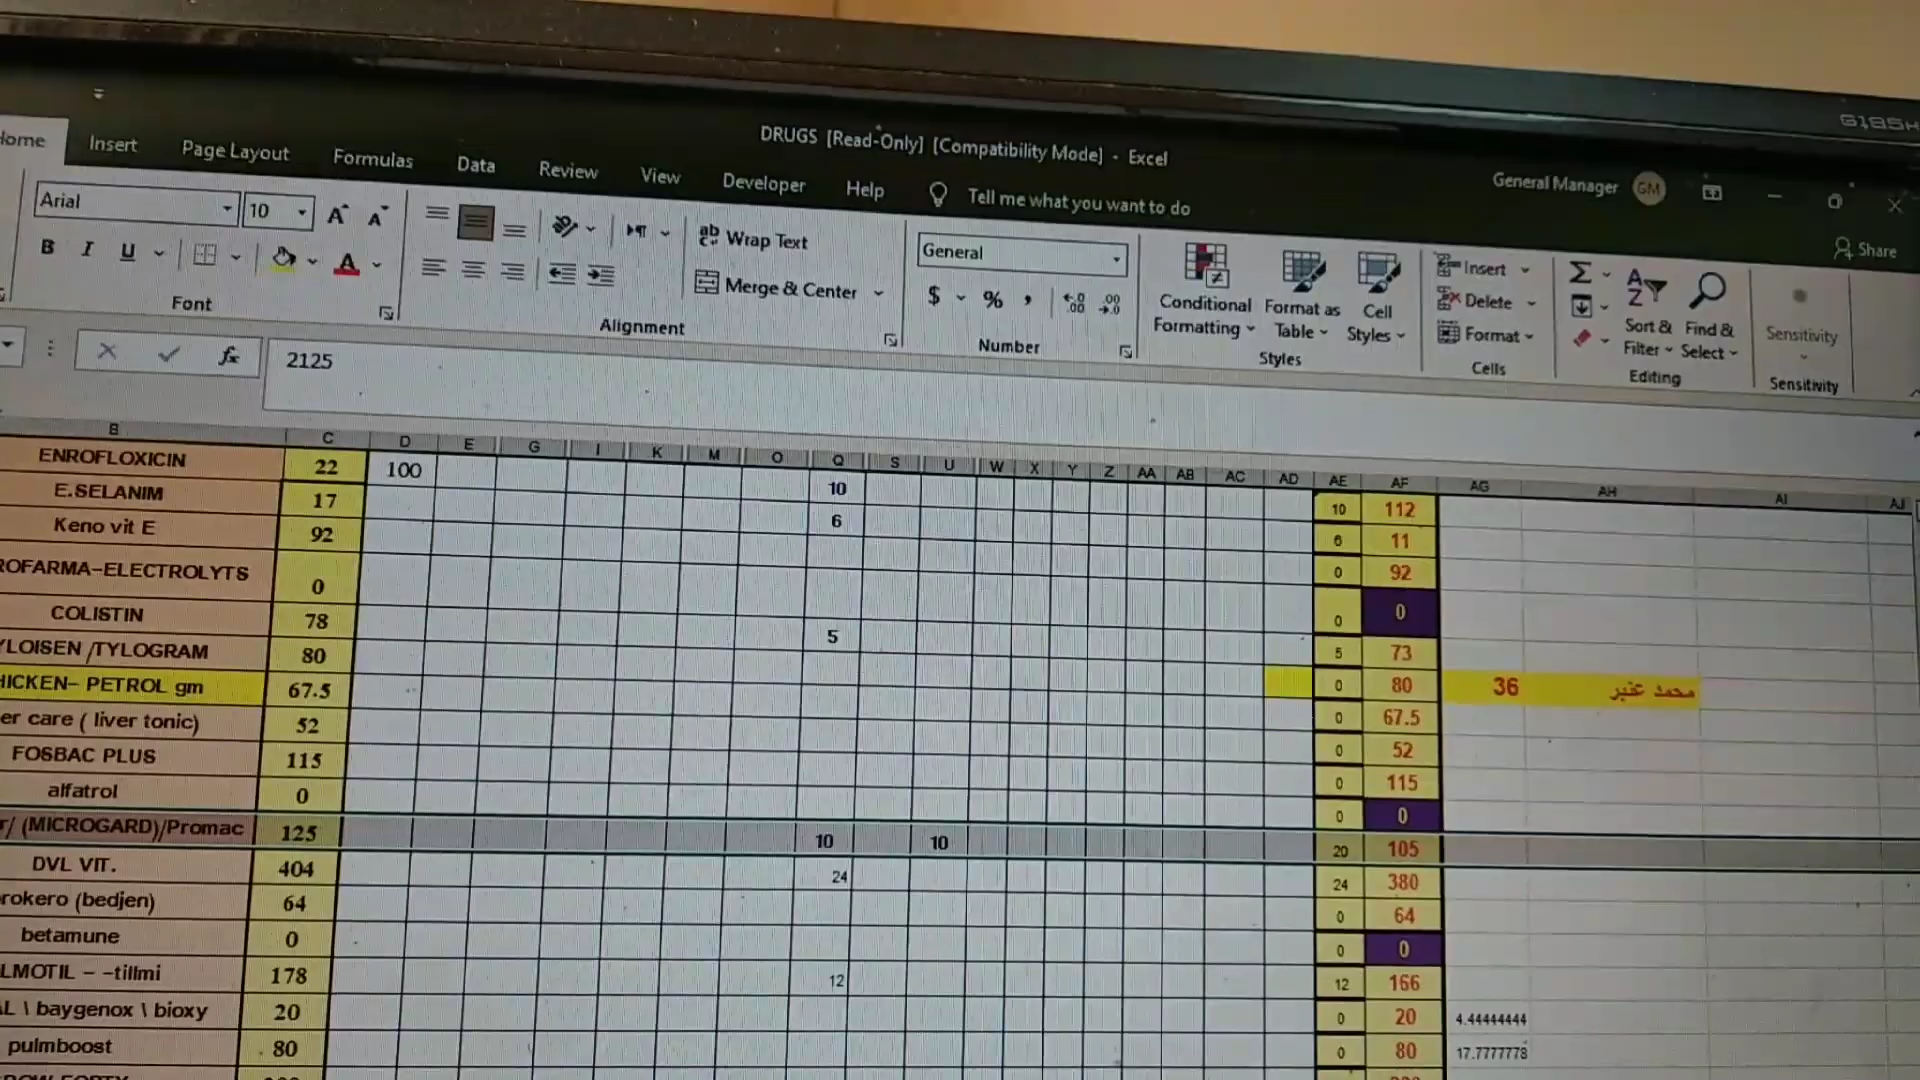 DRUGS [Read-Only] [Compatibility Mode] - Excel
General Manager GM
Home Insert Page Layout Formulas Data Review View Developer Help Tell me what you want to do
Share
Arial 10
Wrap Text
General
Insert
B I U
Merge & Center
$ % ,
Conditional Formatting
Format as Table
Cell Styles
Delete
Format
Sort & Filter
Find & Select
Sensitivity
Font Alignment Number Styles Cells Editing Sensitivity
fx 2125
B C D E G I K M O Q S U W X Y Z AA AB AC AD AE AF AG AH AI AJ
ENROFLOXICIN 22 100 10 10 112
E.SELANIM 17 6 6 11
Keno vit E 92 0 92
ROFARMA-ELECTROLYTS 0 0 0
COLISTIN 78 5 5 73
YLOISEN /TYLOGRAM 80 0 80 36 محمد عنبر
HICKEN- PETROL gm 67.5 0 67.5
er care ( liver tonic) 52 0 52
FOSBAC PLUS 115 0 115
alfatrol 0 0 0
r/ (MICROGARD)/Promac 125 10 10 20 105
DVL VIT. 404 24 24 380
rokero (bedjen) 64 0 64
betamune 0 0 0
LMOTIL - -tillmi 178 12 12 166
AL \ baygenox \ bioxy 20 0 20 4.44444444
pulmboost 80 0 80 17.7777778